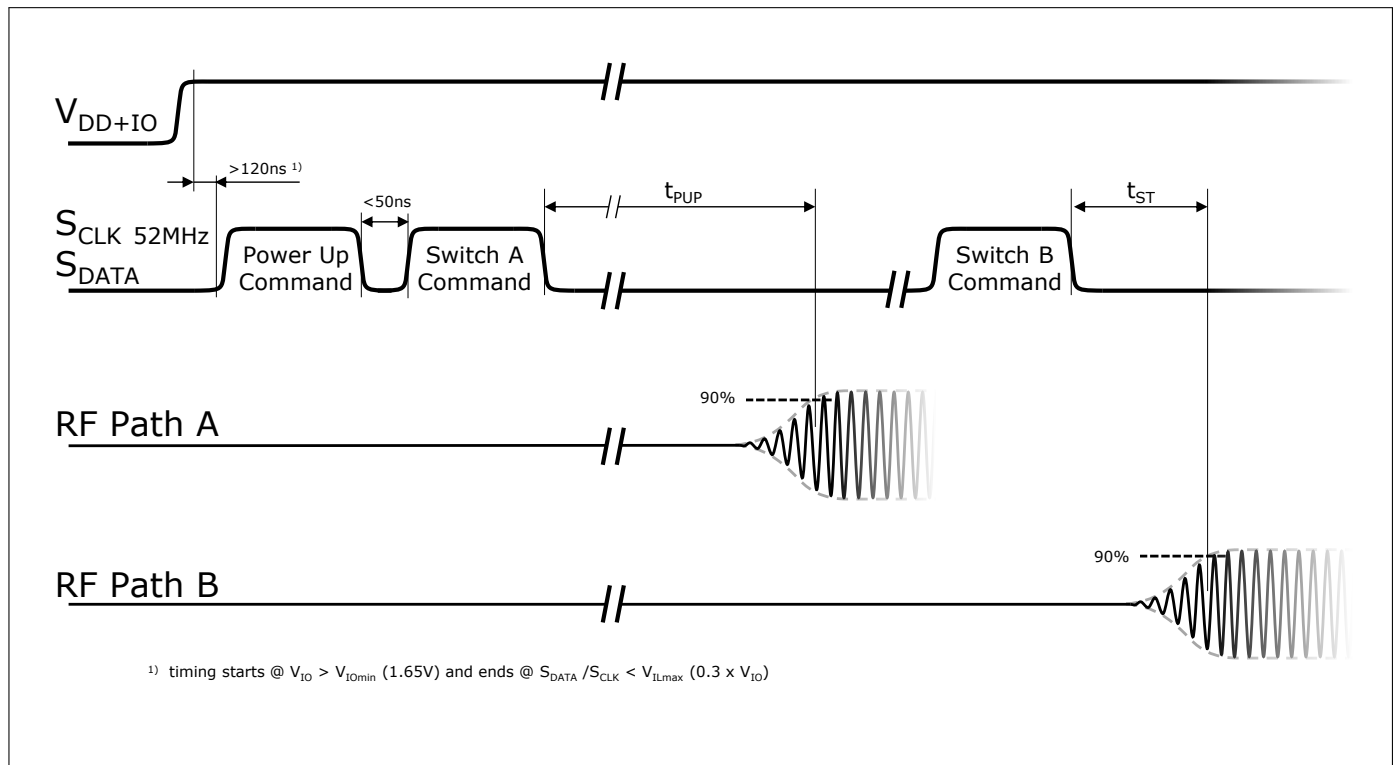 V_DD+IO
>120ns ¹⁾
<50ns
t_PUP
t_ST
S_CLK 52MHz
S_DATA
Power Up
Command
Switch A
Command
Switch B
Command
90%
RF Path A
90%
RF Path B
¹⁾ timing starts @ V_IO > V_IOmin (1.65V) and ends @ S_DATA /S_CLK < V_ILmax (0.3 x V_IO)